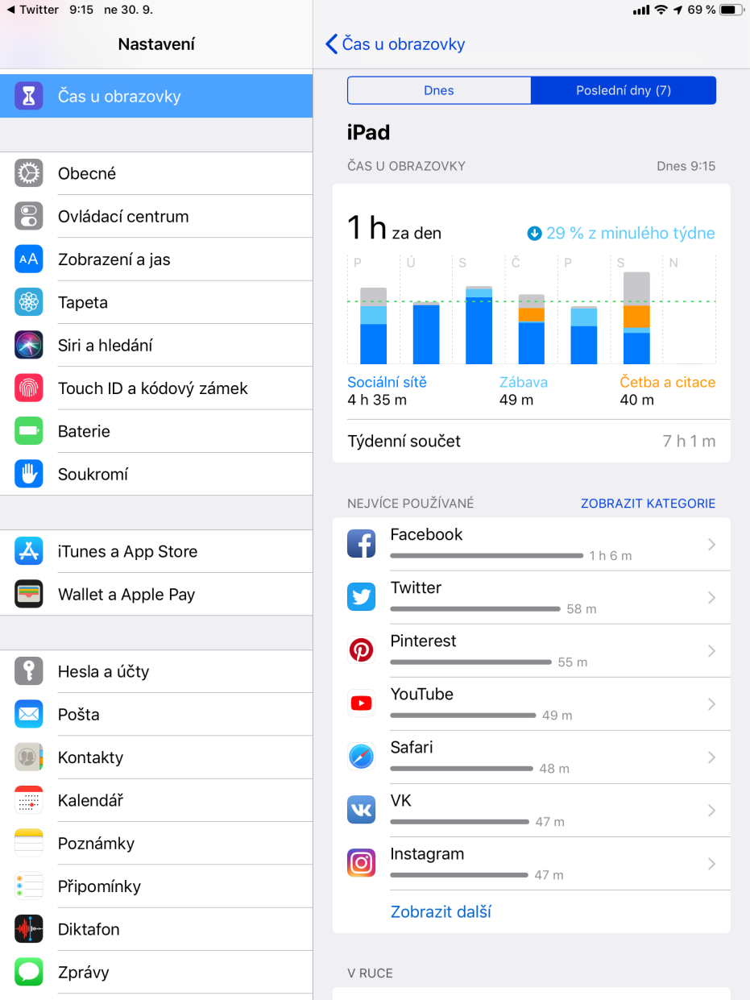 Twitter 9:15 ne 30. 9. 69 %
Nastavení
Čas u obrazovky
Obecné
Ovládací centrum
AA Zobrazení a jas
Tapeta
Siri a hledání
Touch ID a kódový zámek
Baterie
Soukromí
iTunes a App Store
Wallet a Apple Pay
Hesla a účty
Pošta
Kontakty
Kalendář
Poznámky
Připomínky
Diktafon
Zprávy
Čas u obrazovky
Dnes Poslední dny (7)
iPad
ČAS U OBRAZOVKY Dnes 9:15
1 h za den 29 % z minulého týdne
P Ú S Č P S N
Sociální sítě Zábava Četba a citace
4 h 35 m 49 m 40 m
Týdenní součet 7 h 1 m
NEJVÍCE POUŽÍVANÉ ZOBRAZIT KATEGORIE
Facebook
1 h 6 m
Twitter
58 m
Pinterest
55 m
YouTube
49 m
Safari
48 m
VK
47 m
Instagram
47 m
Zobrazit další
V RUCE